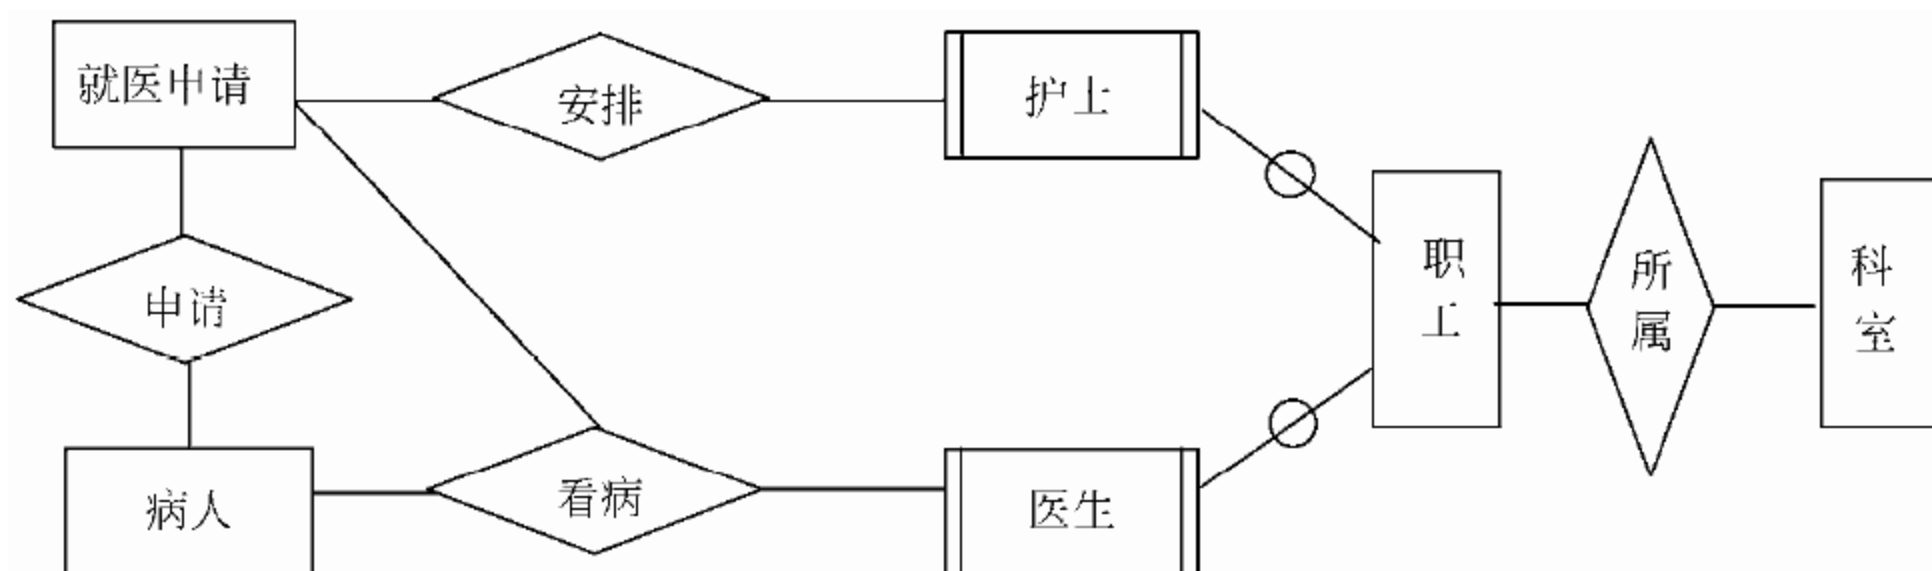 就医申请
安排
护士
申请
职工
所属
科室
病人
看病
医生